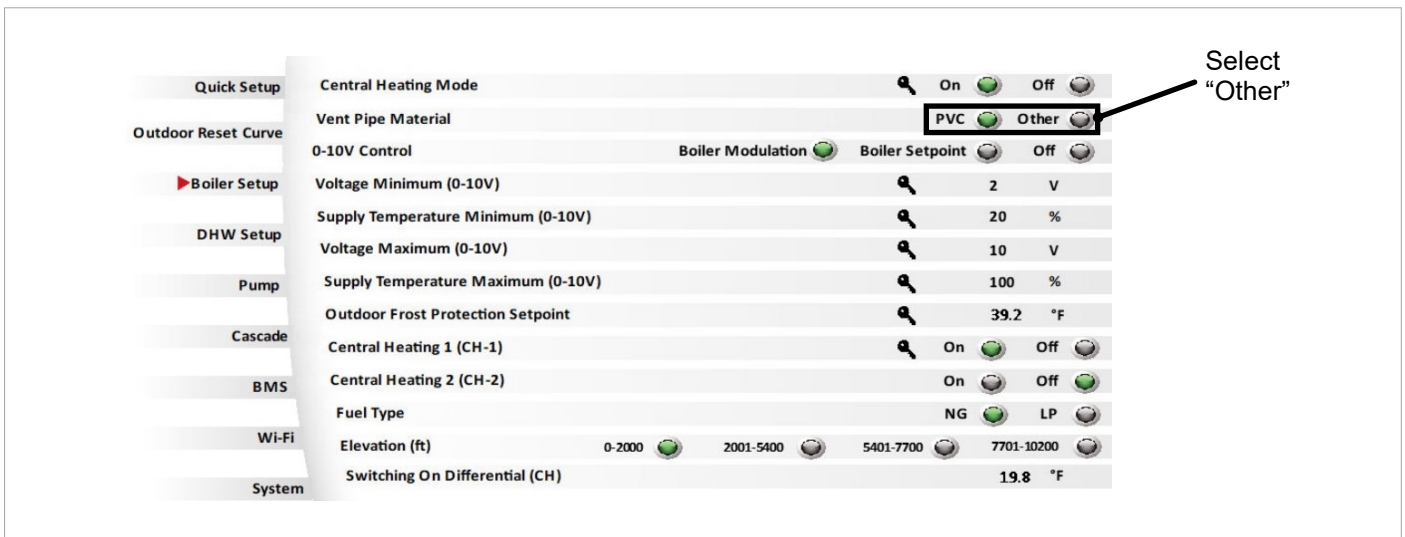 Select
“Other”
Quick Setup
Outdoor Reset Curve
Boiler Setup
DHW Setup
Pump
Cascade
BMS
Wi-Fi
System
Central Heating Mode On Off
Vent Pipe Material PVC Other
0-10V Control Boiler Modulation Boiler Setpoint Off
Voltage Minimum (0-10V) 2 V
Supply Temperature Minimum (0-10V) 20 %
Voltage Maximum (0-10V) 10 V
Supply Temperature Maximum (0-10V) 100 %
Outdoor Frost Protection Setpoint 39.2 °F
Central Heating 1 (CH-1) On Off
Central Heating 2 (CH-2) On Off
Fuel Type NG LP
Elevation (ft) 0-2000 2001-5400 5401-7700 7701-10200
Switching On Differential (CH) 19.8 °F